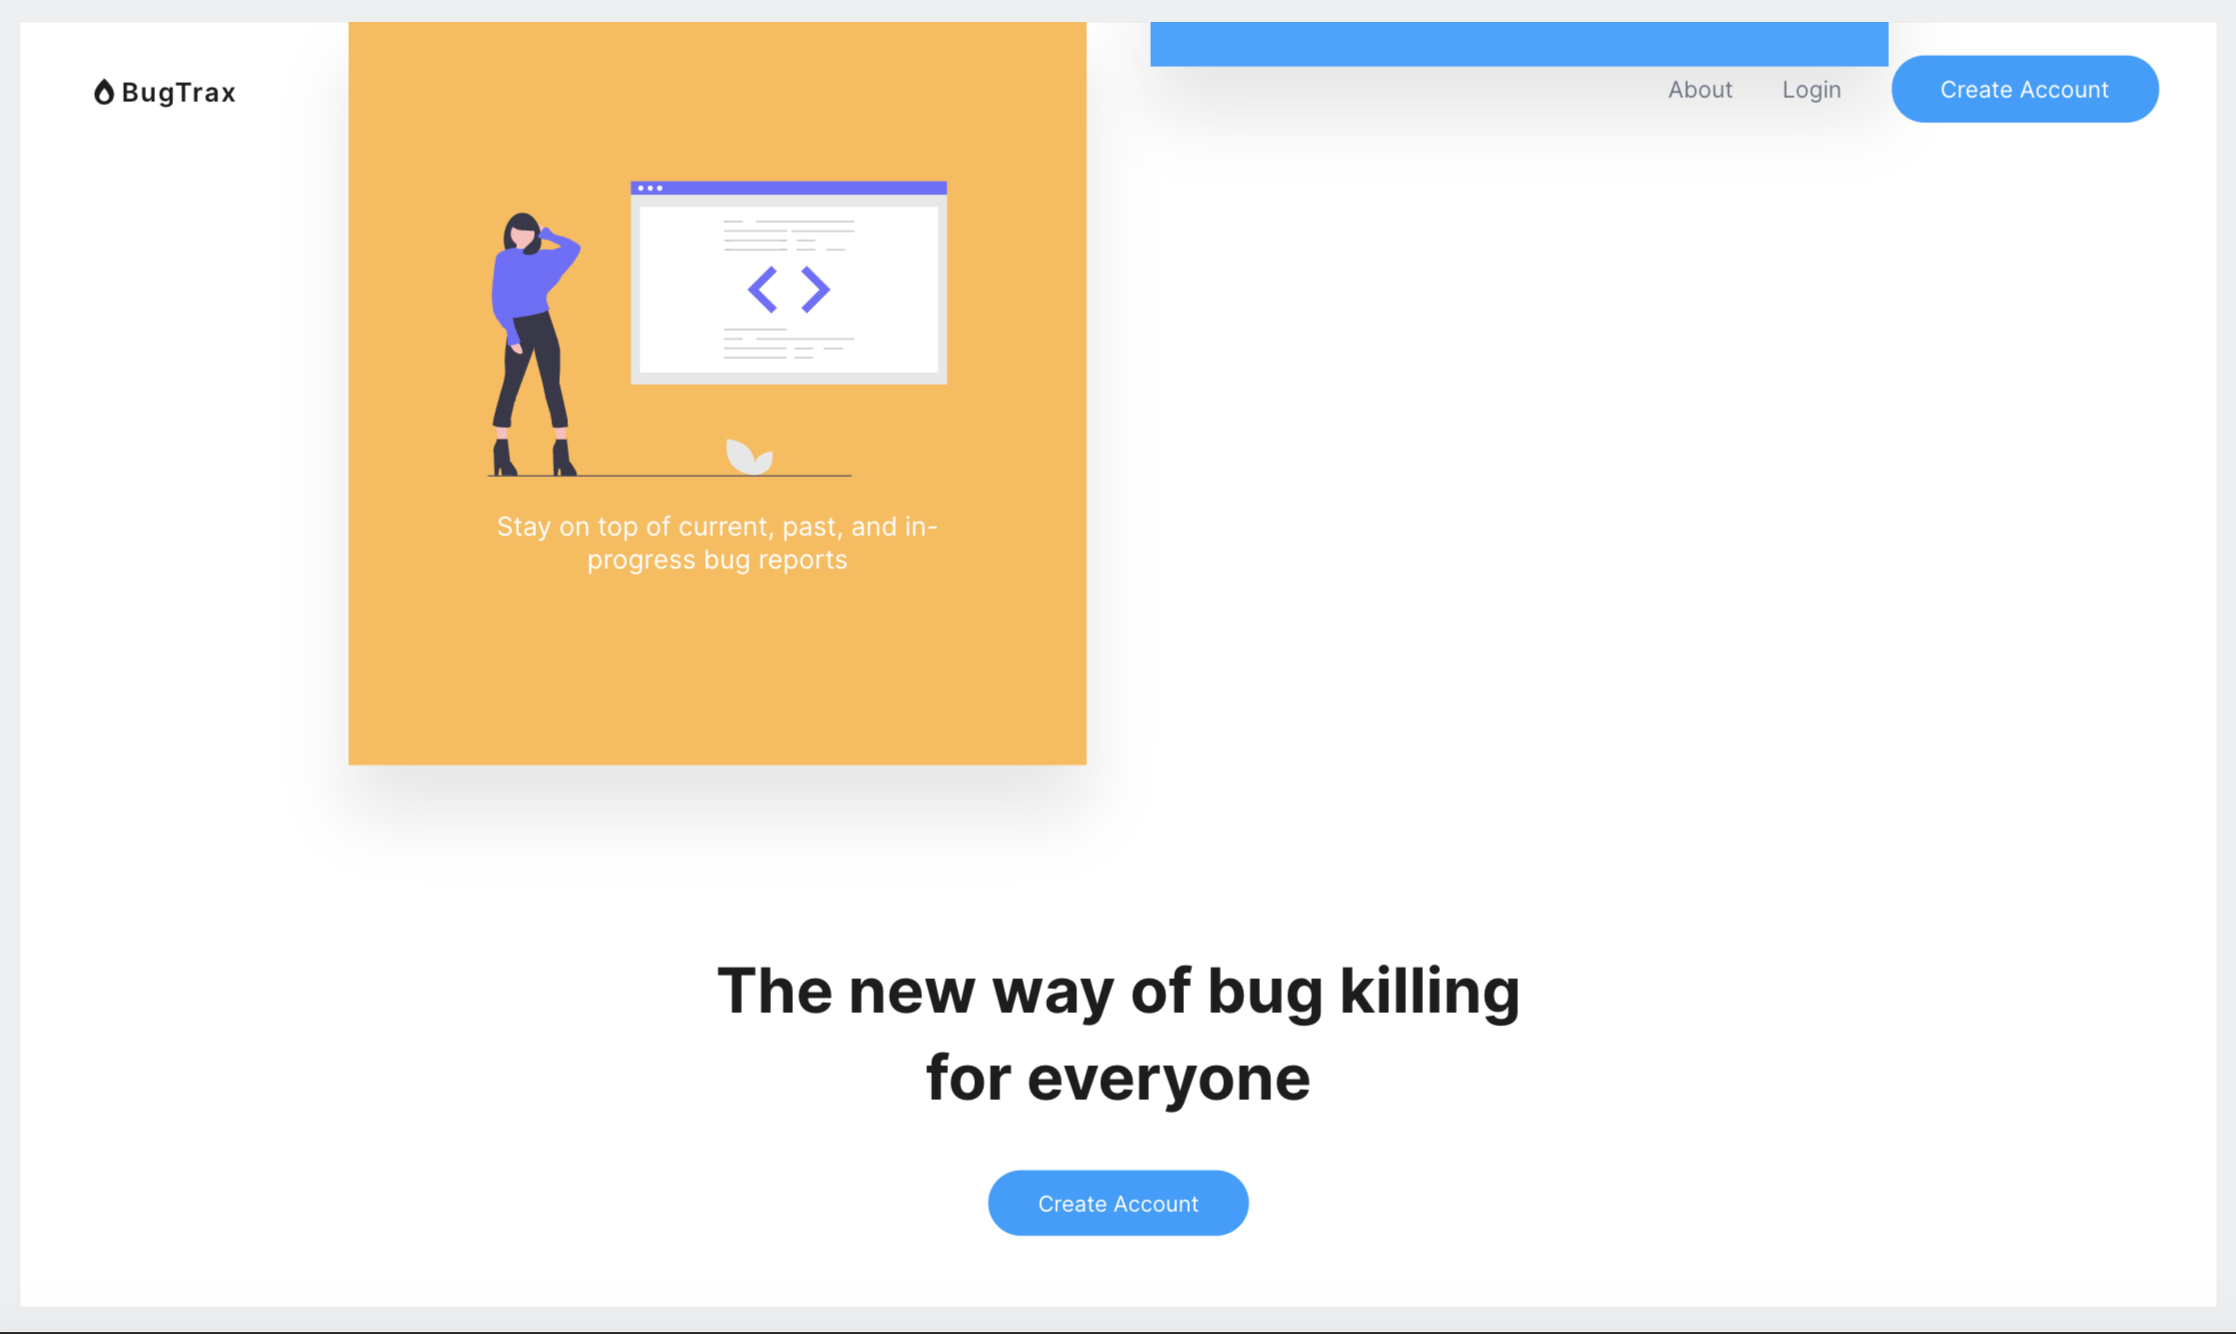 BugTrax
About
Login
Create Account
Stay on top of current, past, and in-
progress bug reports
The new way of bug killing
for everyone
Create Account